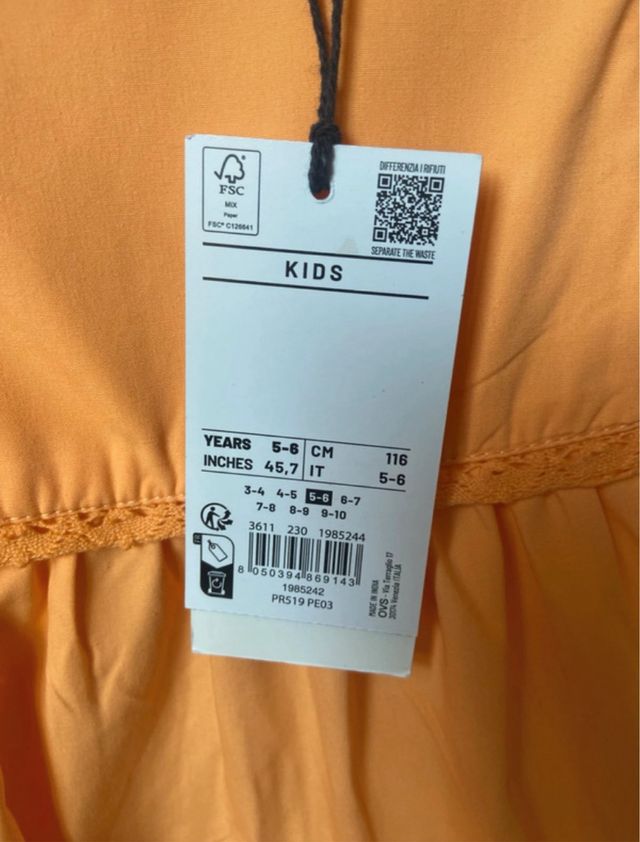 FSC
MIX
Paper
FSC® C126641
DIFFERENZIA I RIFIUTI
SEPARATE THE WASTE
KIDS
YEARS 5-6 CM 116
INCHES 45,7 IT 5-6
3-4 4-5 5-6 6-7
7-8 8-9 9-10
3611 230 1985244
FR
8 050394 869143
1985242
PRS19 PE03
MADE IN INDIA
OVS - Via Terraglio 17
30174 Venezia ITALIA